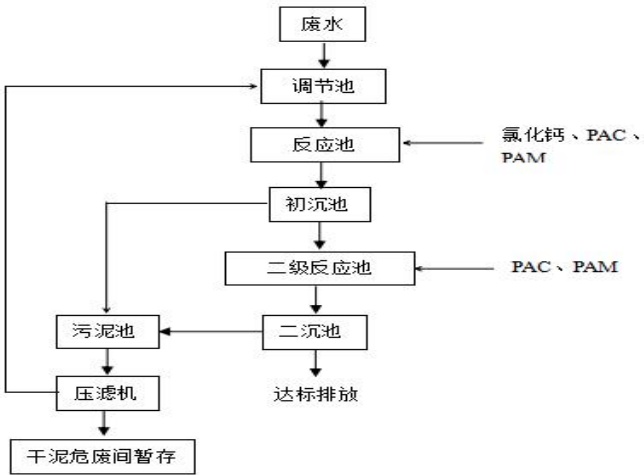 废水
调节池
反应池
氯化钙、PAC、
PAM
初沉池
二级反应池
PAC、PAM
污泥池
二沉池
压滤机
达标排放
干泥危废间暂存